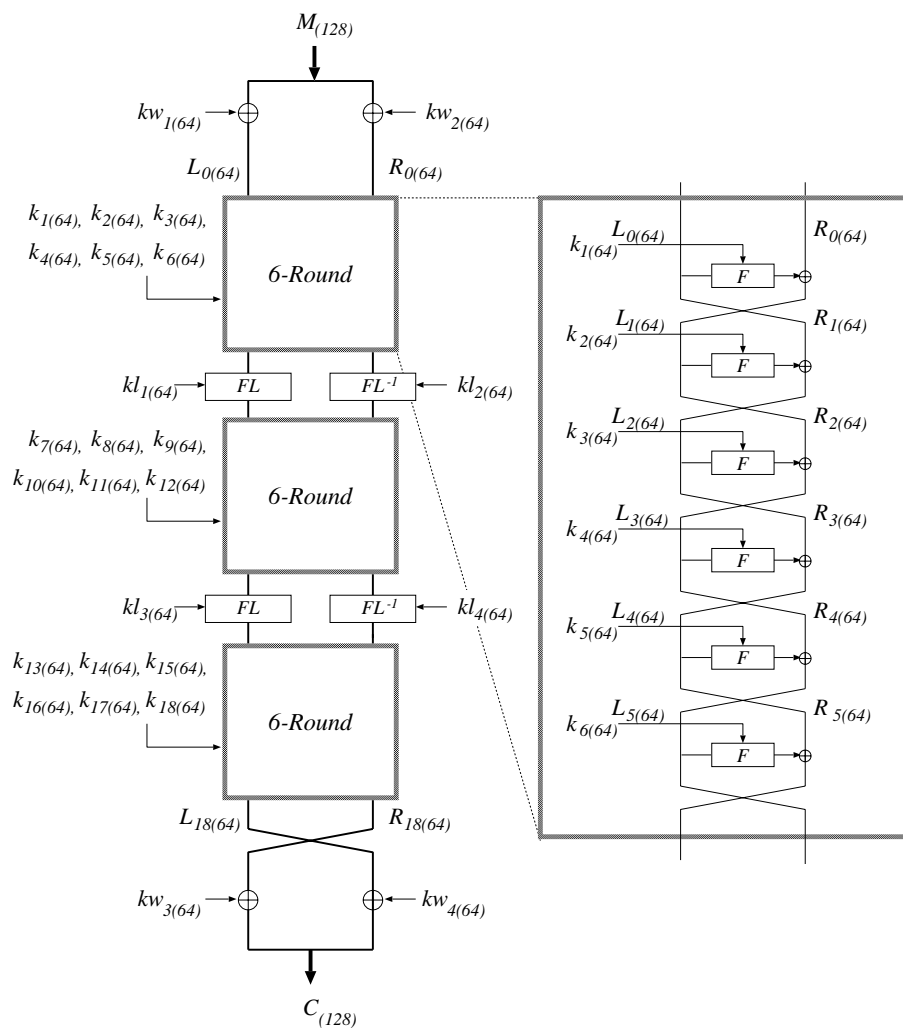 M(128)
kw1(64) kw2(64)
L0(64) R0(64)
k1(64), k2(64), k3(64),
k4(64), k5(64), k6(64)
6-Round
kl1(64) FL FL-1 kl2(64)
k7(64), k8(64), k9(64),
k10(64), k11(64), k12(64)
6-Round
kl3(64) FL FL-1 kl4(64)
k13(64), k14(64), k15(64),
k16(64), k17(64), k18(64)
6-Round
L18(64) R18(64)
kw3(64) kw4(64)
C(128)
L0(64) R0(64)
k1(64)
F
L1(64) R1(64)
k2(64)
F
L2(64) R2(64)
k3(64)
F
L3(64) R3(64)
k4(64)
F
L4(64) R4(64)
k5(64)
F
L5(64) R5(64)
k6(64)
F